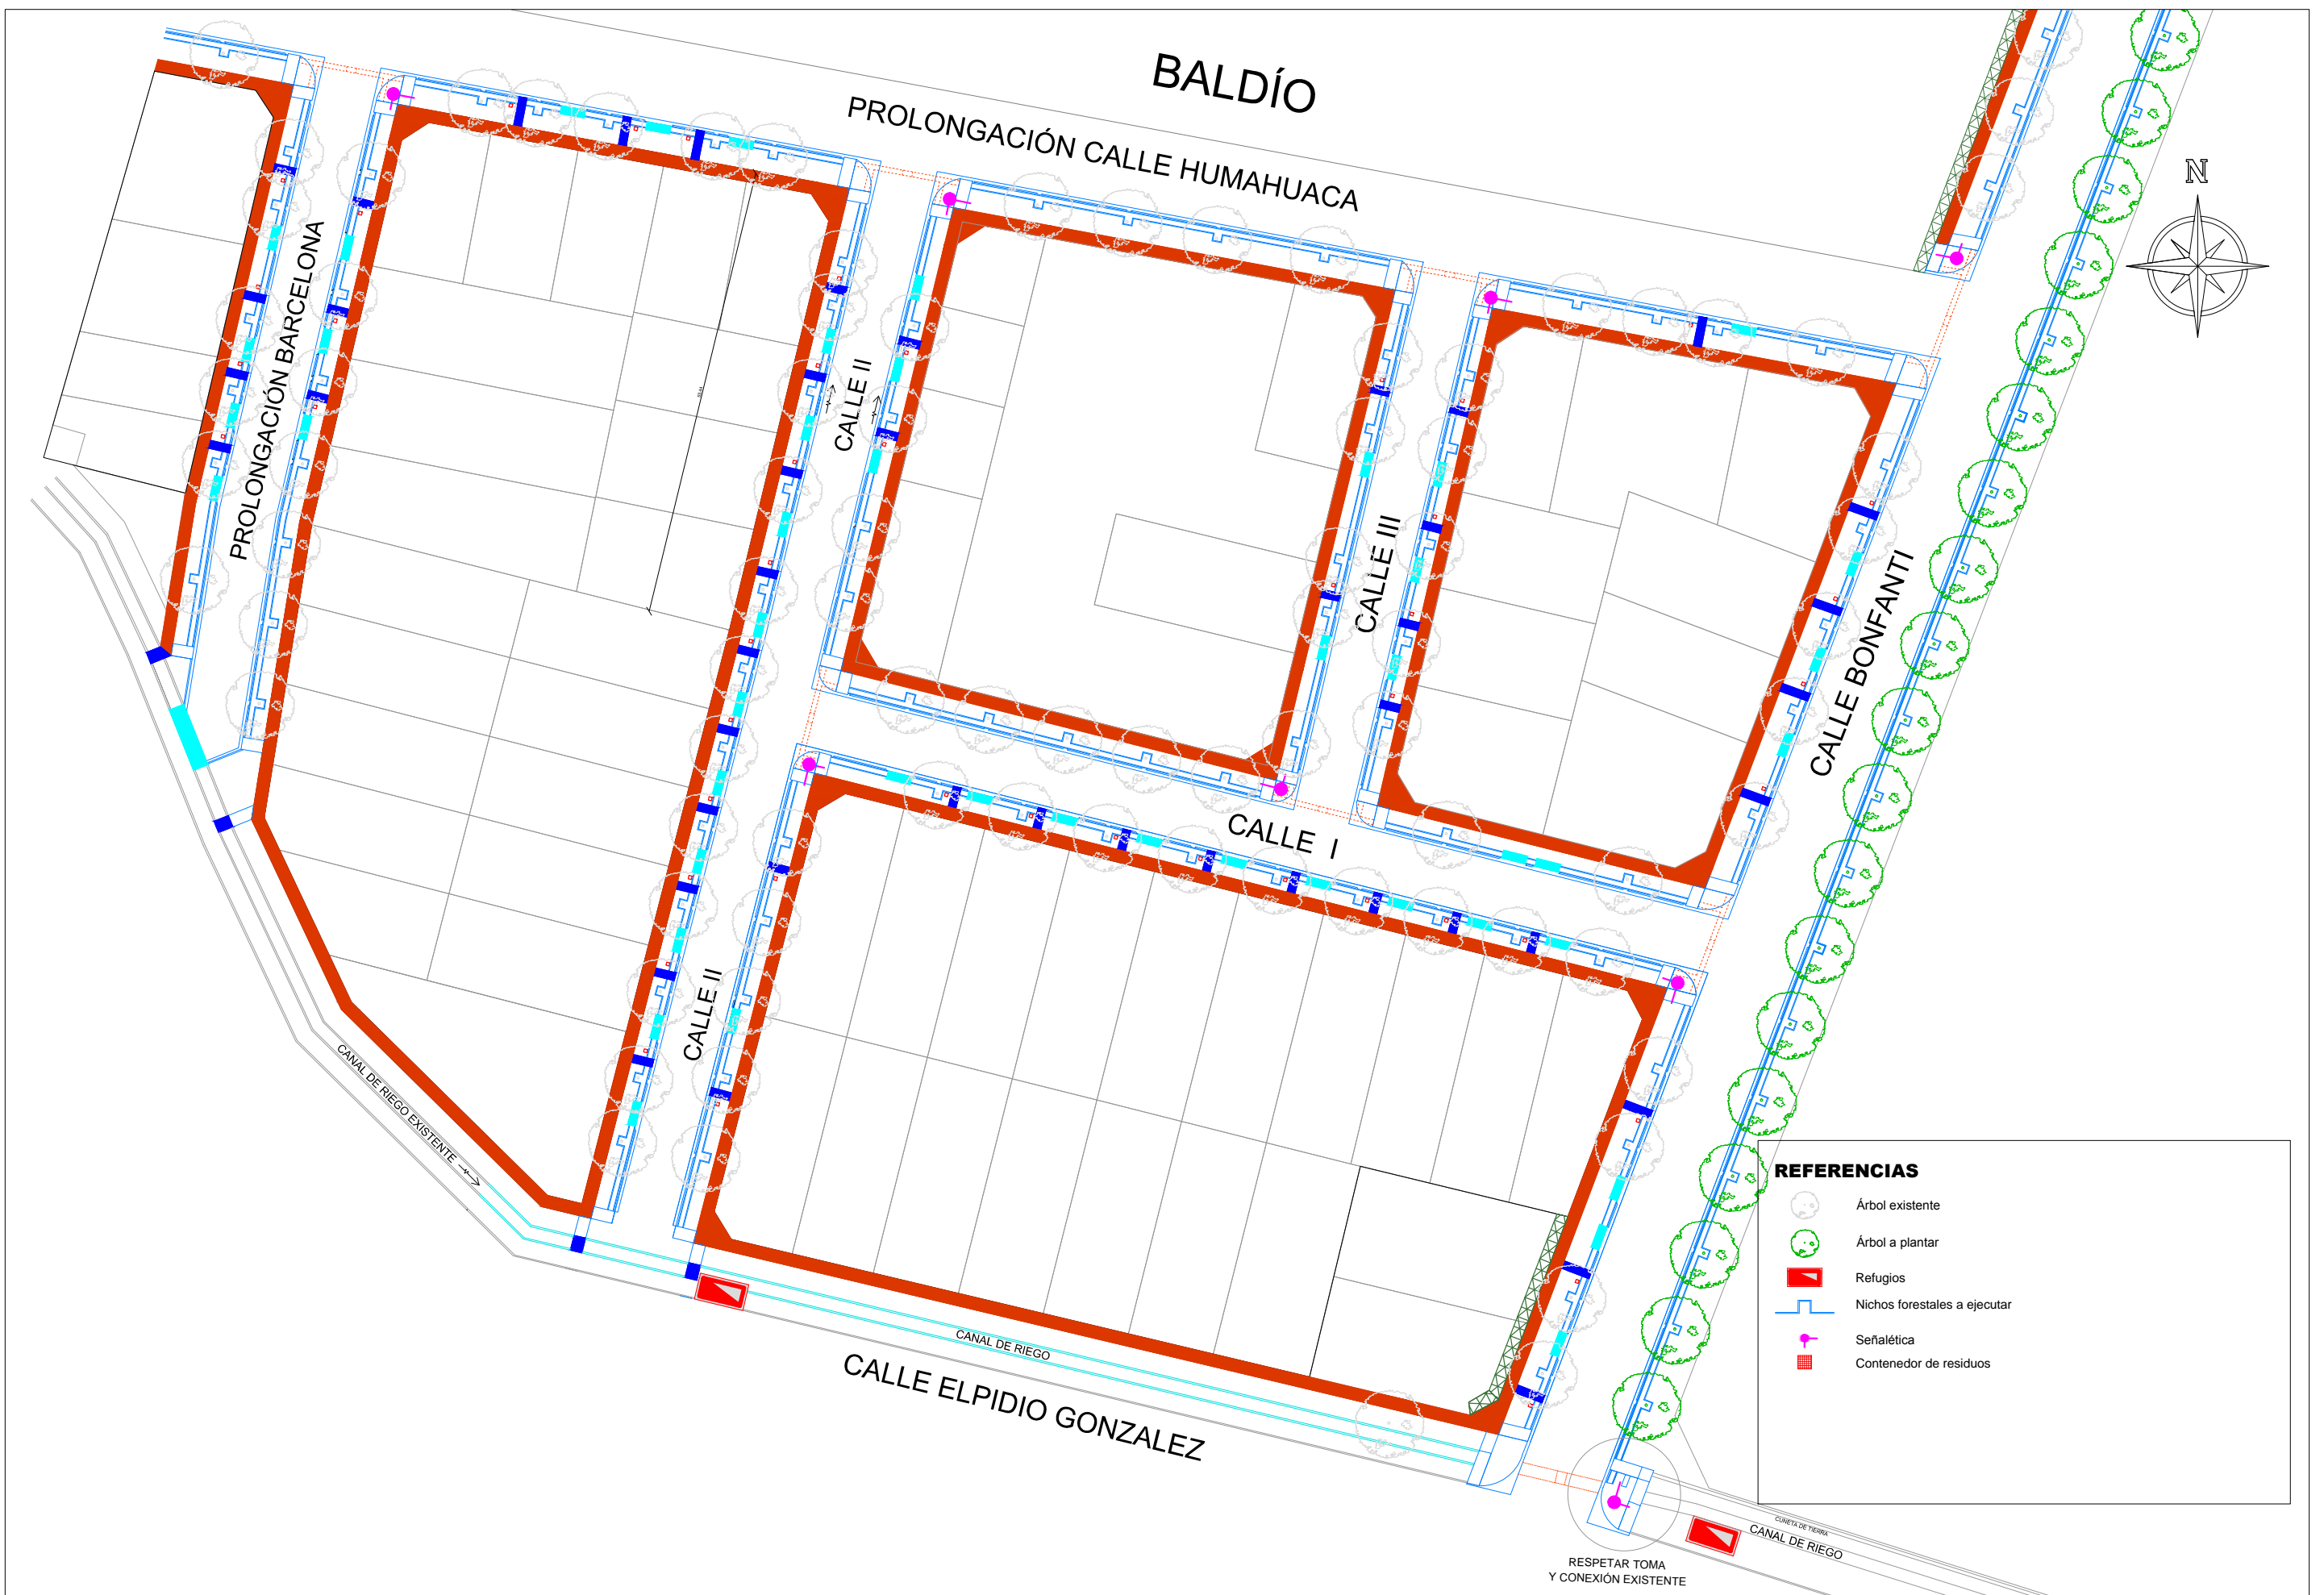 BALDÍO
PROLONGACIÓN CALLE HUMAHUACA
N
PROLONGACIÓN BARCELONA
CALLE II
CALLE III
CALLE BONFANTI
CALLE I
CALLE II
CANAL DE RIEGO EXISTENTE
CANAL DE RIEGO
CALLE ELPIDIO GONZALEZ
REFERENCIAS
Árbol existente
Árbol a plantar
Refugios
Nichos forestales a ejecutar
Señalética
Contenedor de residuos
CUNETA DE TIERRA
CANAL DE RIEGO
RESPETAR TOMA
Y CONEXIÓN EXISTENTE